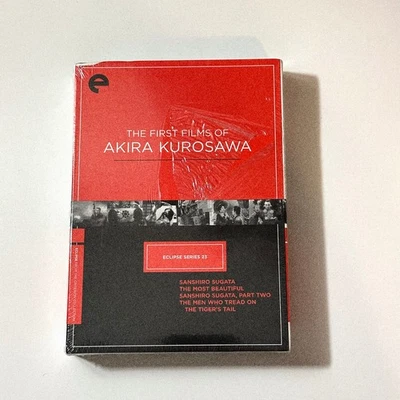 e
THE FIRST FILMS OF
AKIRA KUROSAWA
ECLIPSE SERIES 23
SANSHIRO SUGATA
THE MOST BEAUTIFUL
SANSHIRO SUGATA, PART TWO
THE MEN WHO TREAD ON
THE TIGER'S TAIL